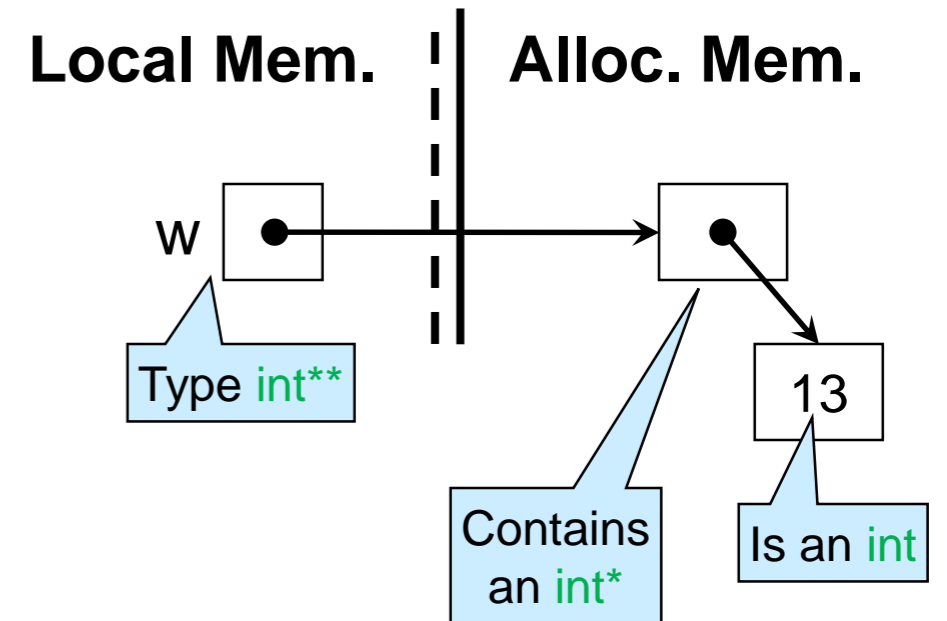 Local Mem.
Alloc. Mem.
w
Type int**
13
Contains
an int*
Is an int